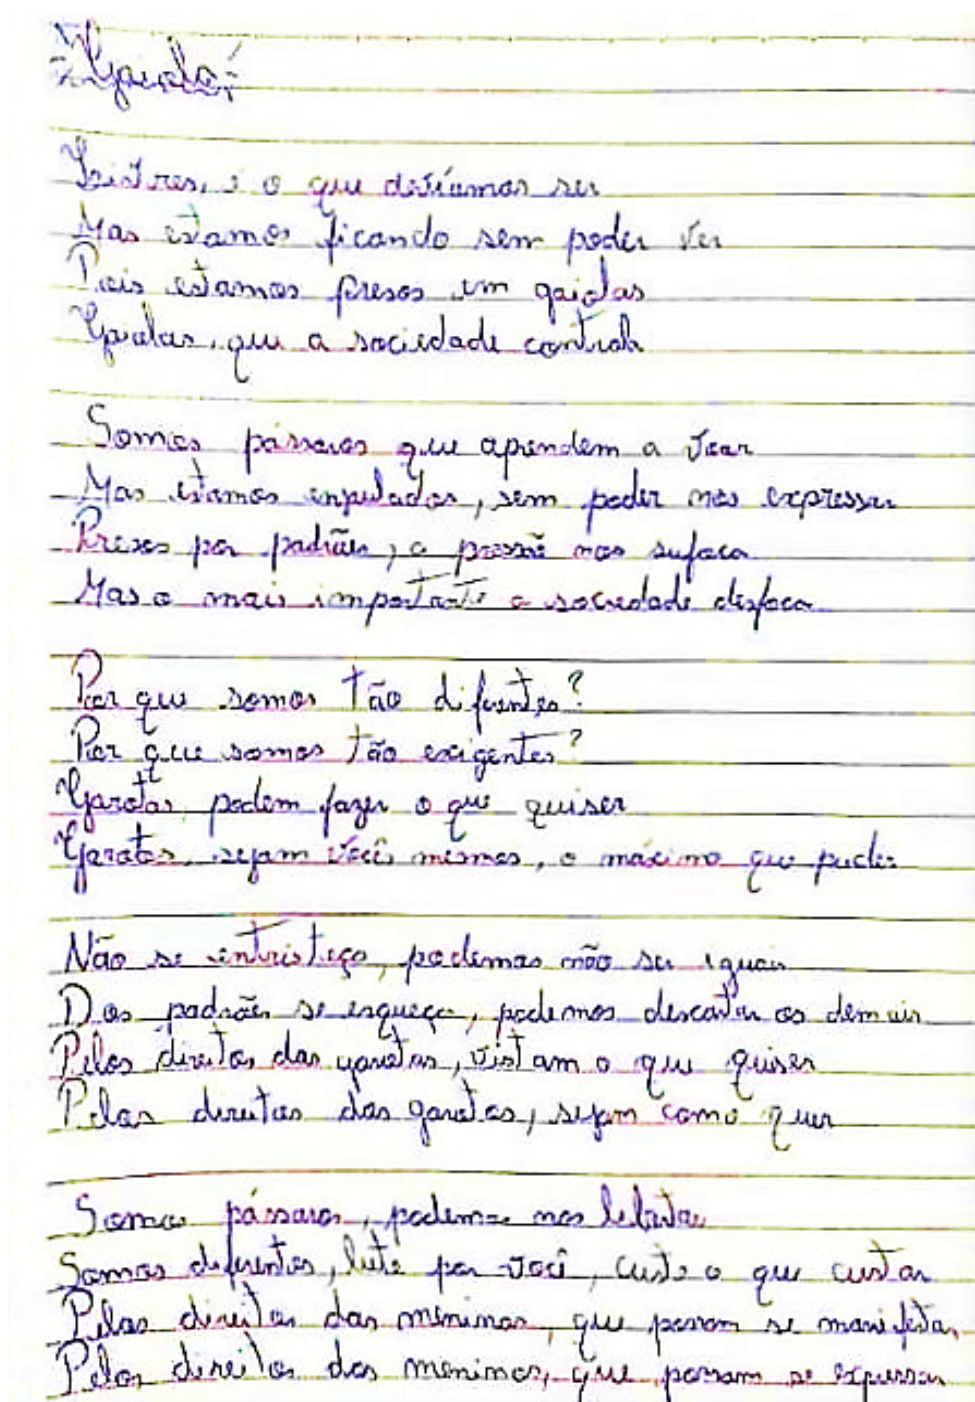 Gaiola
Livres, é o que devíamos ser
Mas estamos ficando sem poder ver
Pois estamos presos em gaiolas
Gaiolas, que a sociedade controla
Somos pássaros que aprendem a voar
Mas estamos enpulados, sem poder nos expressar
Presos por padrões, a pressão nos sufoca
Mas o mais importante a sociedade desfoca
Por que somos tão difentes?
Por que somos tão exigentes?
Garotas, podem fazer o que quiser
Garotos, sejam vocês mesmos, o máximo que puder
Não se entristeça, podemos não ser iguais
Dos padrões se esqueça, podemos descartar os demais
Pelos direitos das garotas, vistam o que quiser
Pelos direitos dos garotos, sejam como quer
Somos pássaros, podemos nos
Somos diferentes, lute por você, custe o que custar
Pelos direitos das meninas, que possam se manifestar
Pelos direitos dos meninos, que possam se expressar